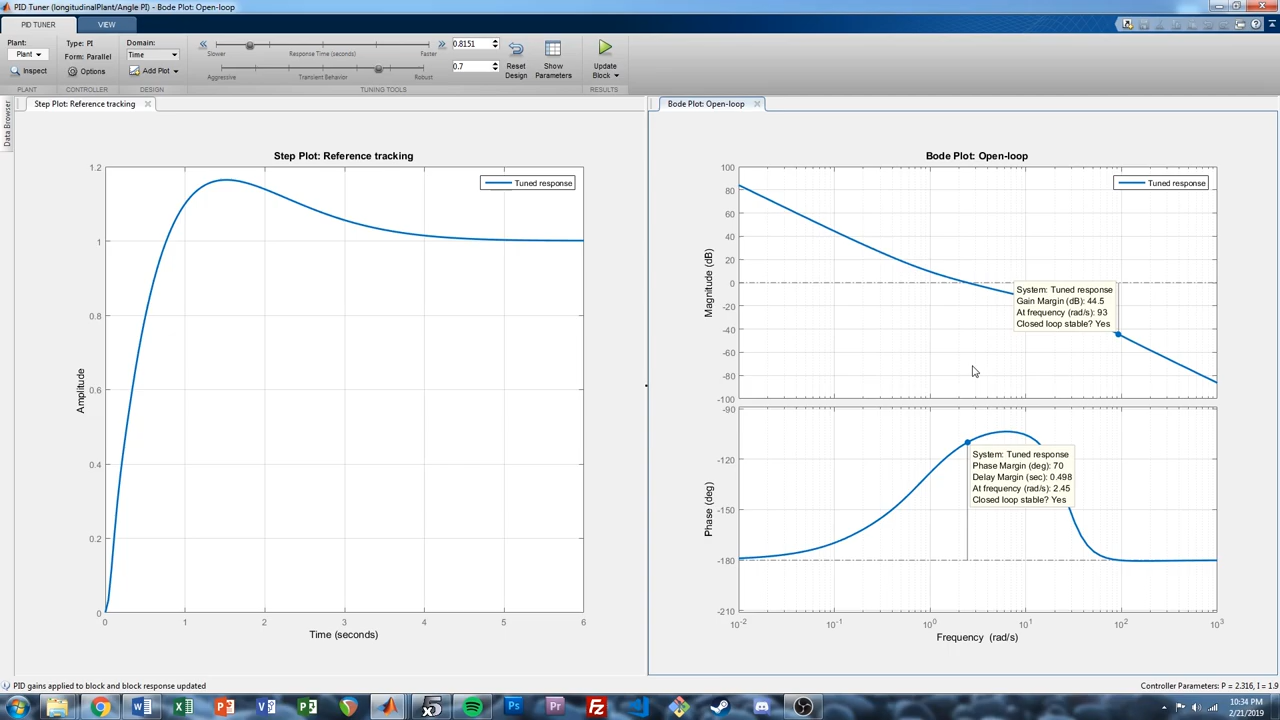 PID Tuner (longitudinalPlant/Angle PI) - Bode Plot: Open-loop
PID TUNER
VIEW
Plant:
Plant
Inspect
PLANT
Type: PI
Form: Parallel
Options
CONTROLLER
Domain:
Time
Add Plot
DESIGN
Slower
Response Time (seconds)
Faster
0.8151
Aggressive
Transient Behavior
Robust
0.7
Reset
Design
Show
Parameters
TUNING TOOLS
Update
Block
RESULTS
Data Browser
Step Plot: Reference tracking
Step Plot: Reference tracking
Tuned response
Amplitude
1.2
1
0.8
0.6
0.4
0.2
0
0 1 2 3 4 5 6
Time (seconds)
Bode Plot: Open-loop
Bode Plot: Open-loop
Tuned response
Magnitude (dB)
100
80
60
40
20
0
-20
-40
-60
-80
-100
System: Tuned response
Gain Margin (dB): 44.5
At frequency (rad/s): 93
Closed loop stable? Yes
Phase (deg)
-90
-120
-150
-180
-210
System: Tuned response
Phase Margin (deg): 70
Delay Margin (sec): 0.498
At frequency (rad/s): 2.45
Closed loop stable? Yes
10-2 10-1 100 101 102 103
Frequency (rad/s)
PID gains applied to block and block response updated
Controller Parameters: P = 2.316, I = 1.9
10:34 PM
2/21/2019